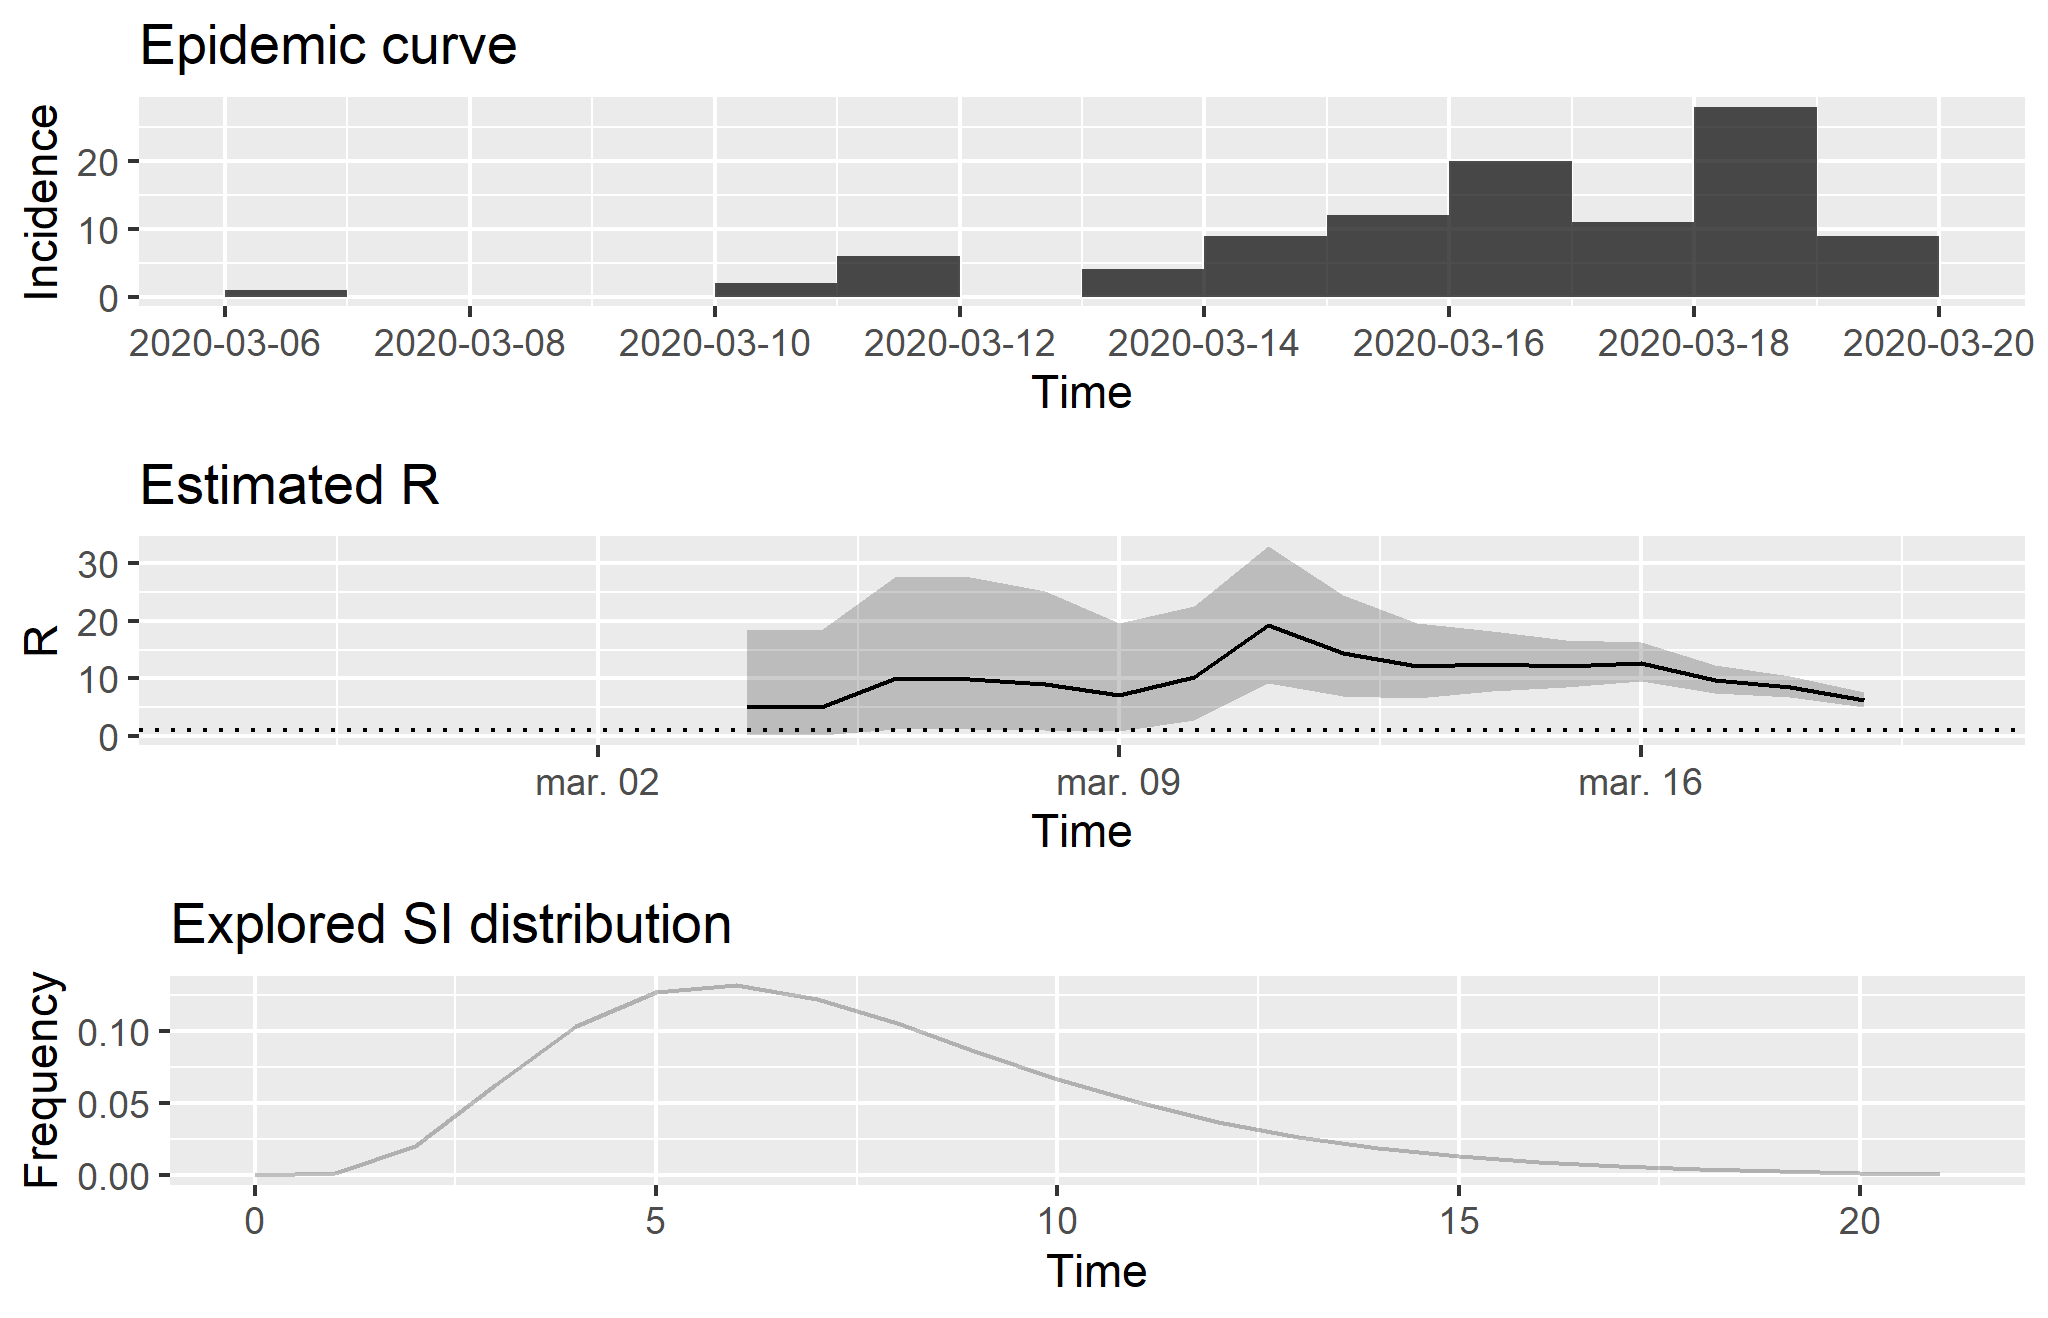 Epidemic curve
Incidence
20
10
0
2020-03-06 2020-03-08 2020-03-10 2020-03-12 2020-03-14 2020-03-16 2020-03-18 2020-03-20
Time
Estimated R
R
30
20
10
0
mar. 02 mar. 09 mar. 16
Time
Explored SI distribution
Frequency
0.10
0.05
0.00
0 5 10 15 20
Time